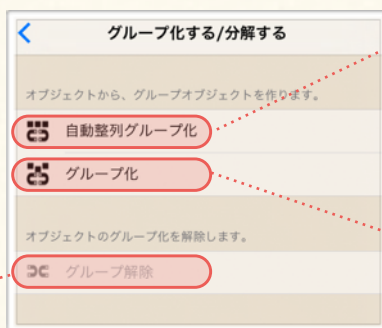 グループ化する/分解する
オブジェクトから、グループオブジェクトを作ります。
自動整列グループ化
グループ化
オブジェクトのグループ化を解除します。
グループ解除